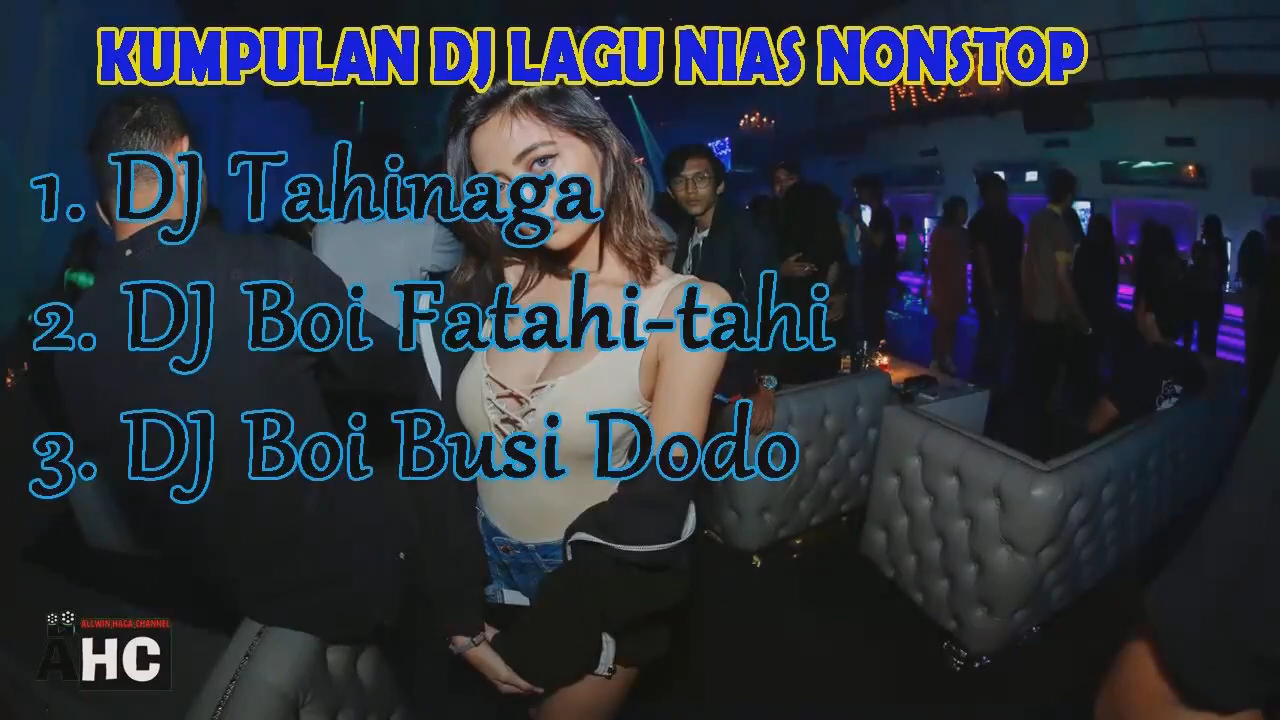 KUMPULAN DJ LAGU NIAS NONSTOP
1. DJ Tahinaga
2. DJ Boi Fatahi-tahi
3. DJ Boi Busi Dodo
ALLWIN HAGA CHANNEL
AHC